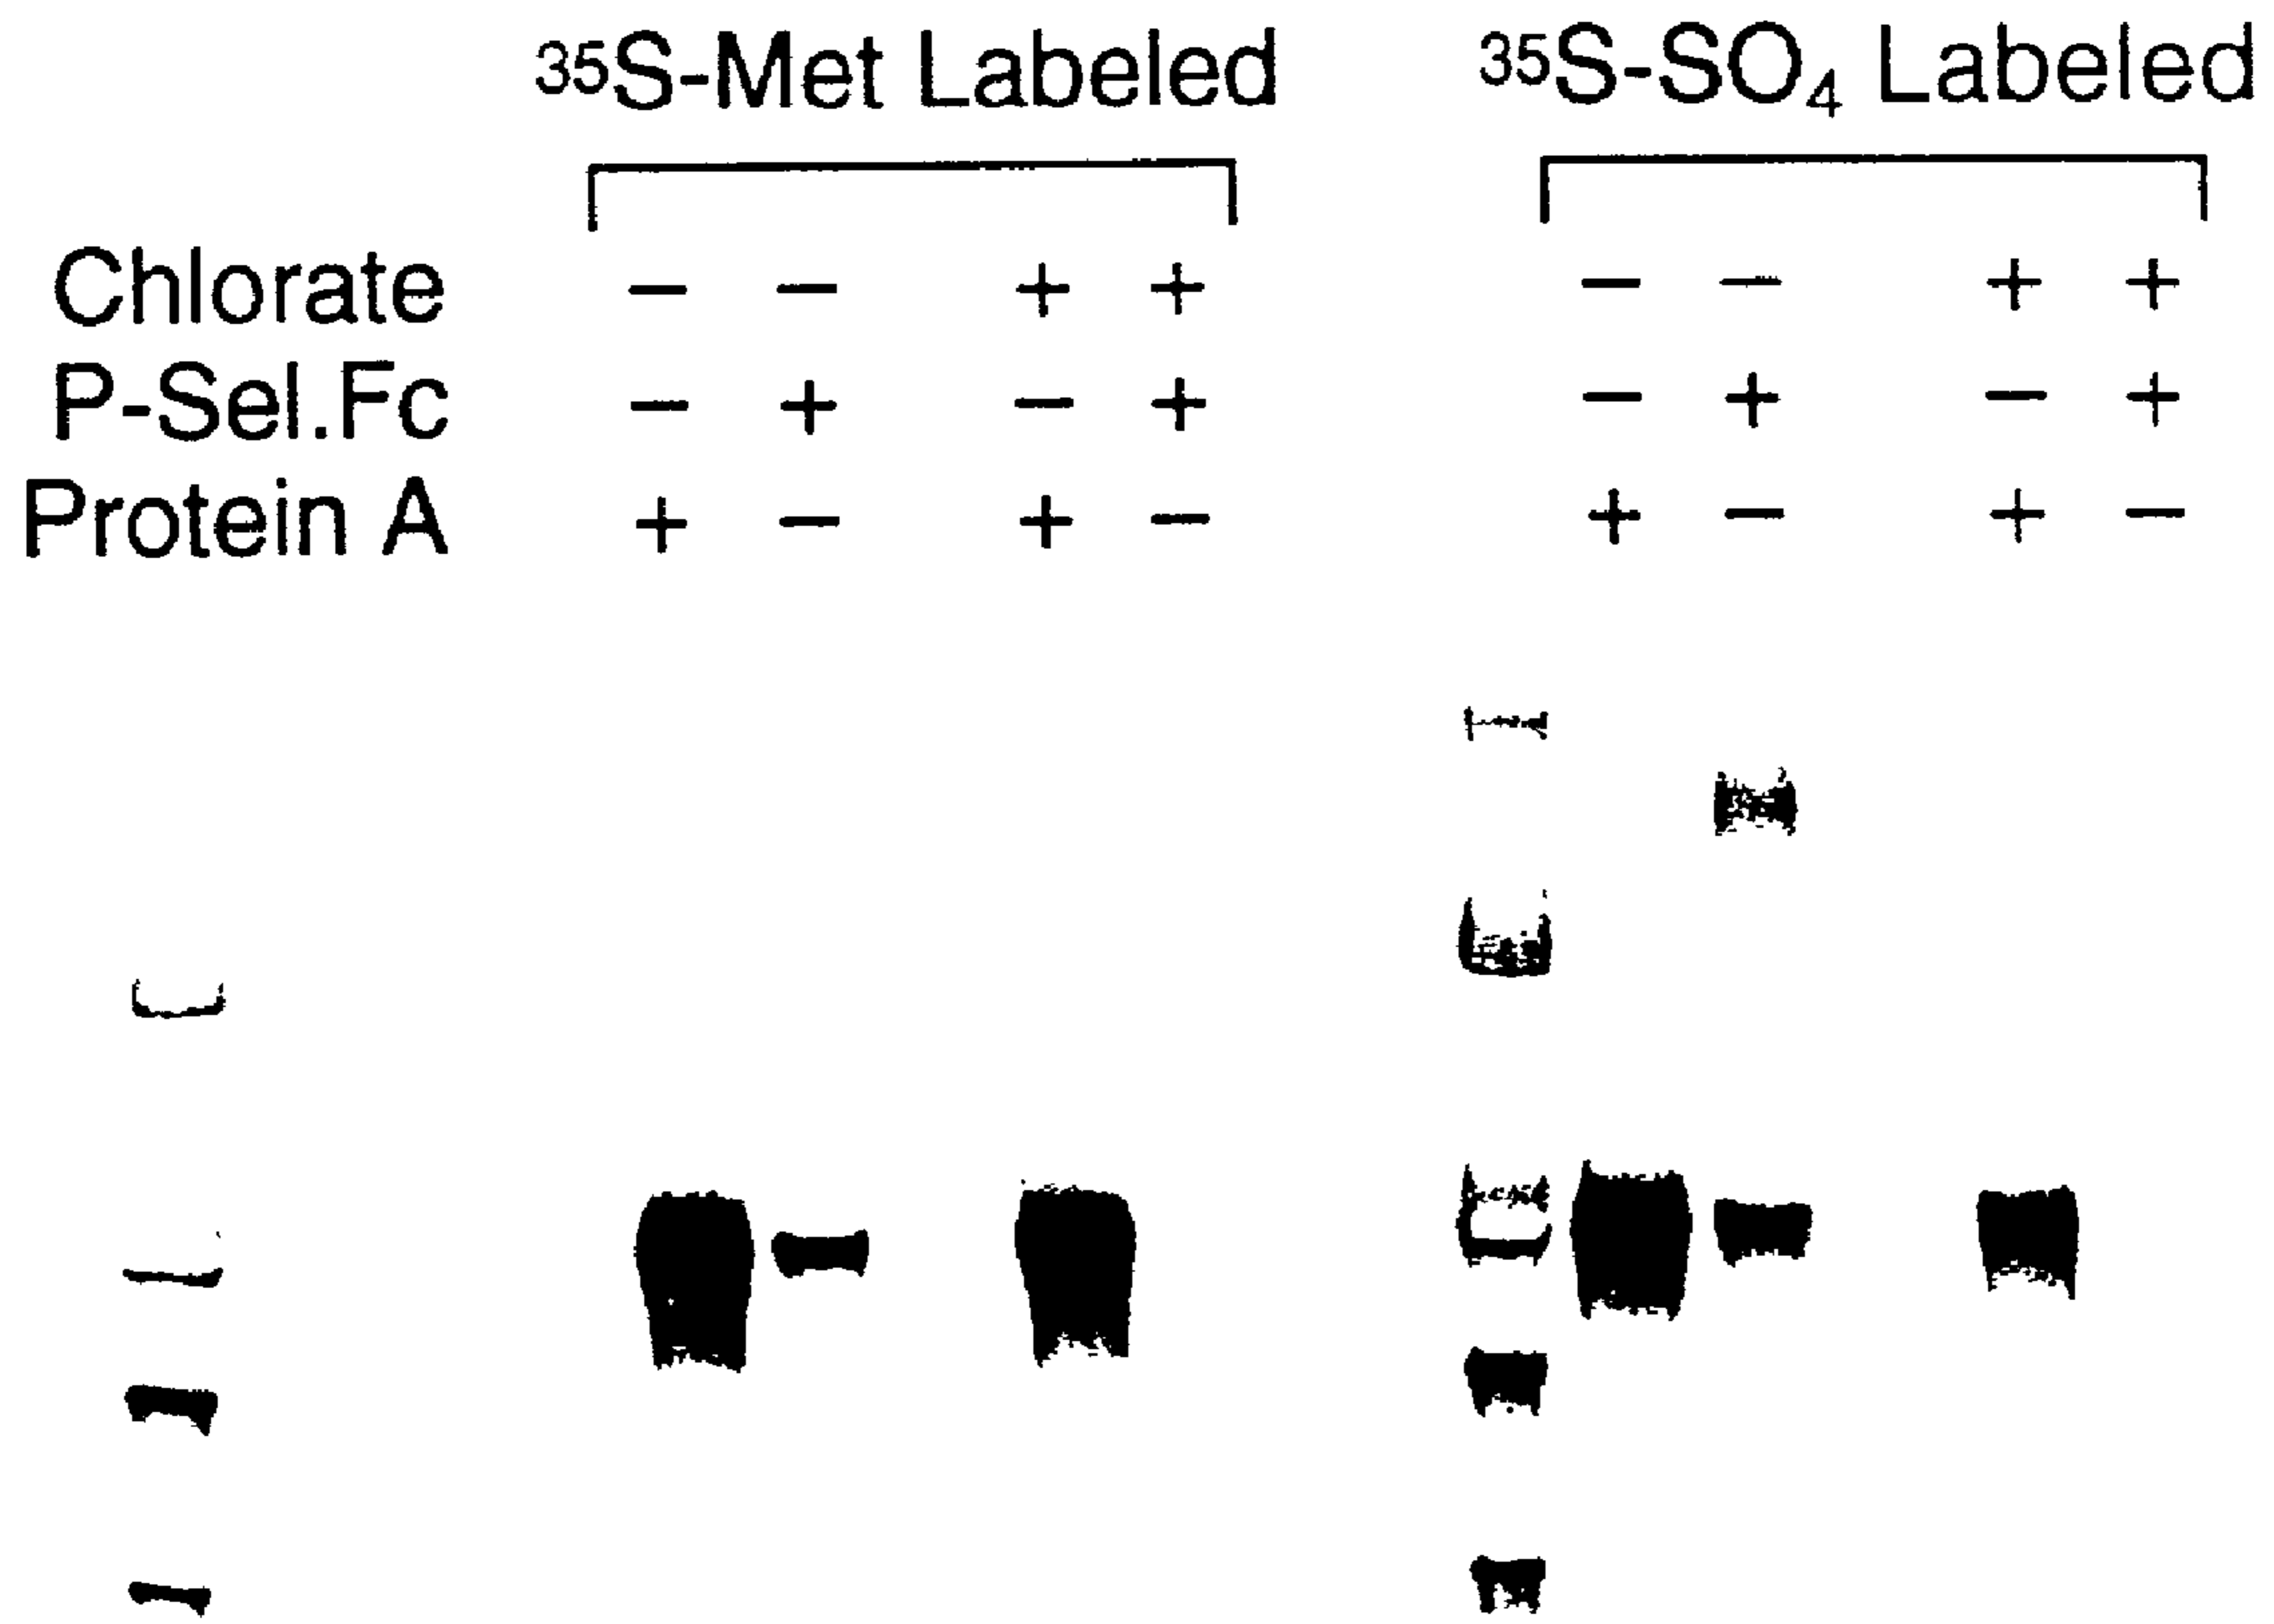 ³⁵S-Met Labeled ³⁵S-SO₄ Labeled
Chlorate − − + + − − + +
P-Sel.Fc − + − + − + − +
Protein A + − + − + − + −